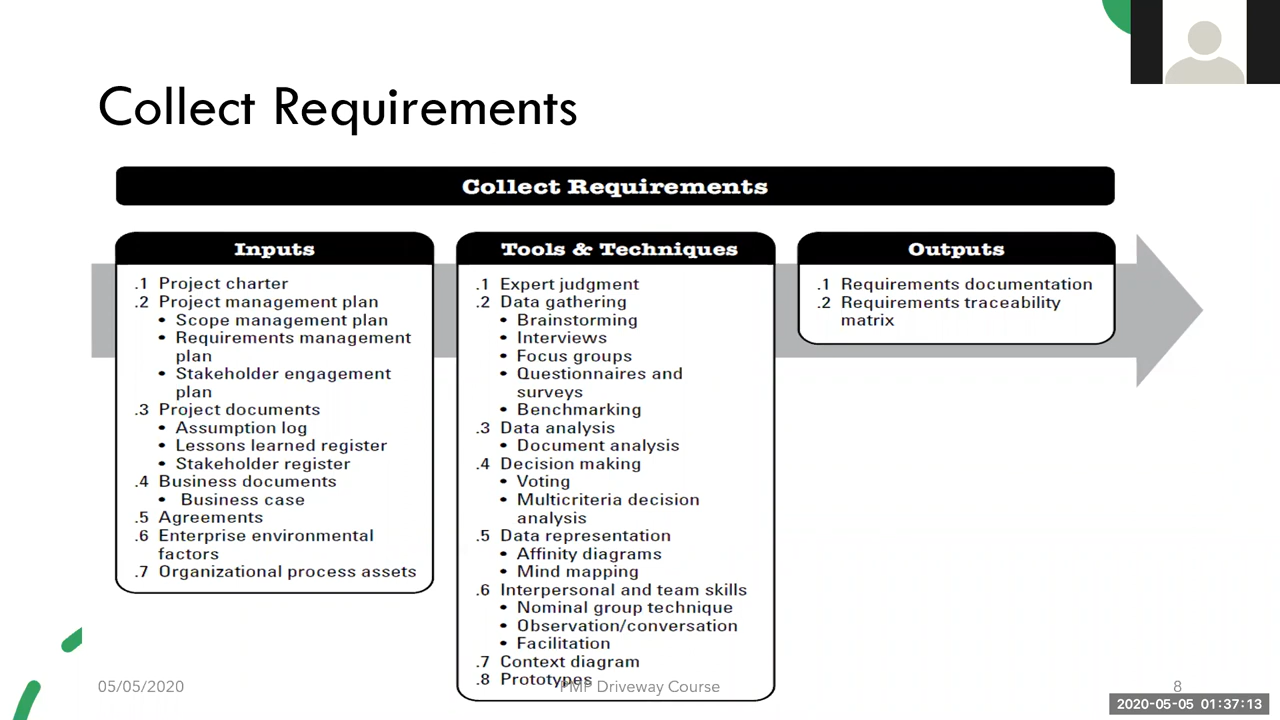 Collect Requirements
Collect Requirements
Inputs
.1 Project charter
.2 Project management plan
• Scope management plan
• Requirements management
plan
• Stakeholder engagement
plan
.3 Project documents
• Assumption log
• Lessons learned register
• Stakeholder register
.4 Business documents
• Business case
.5 Agreements
.6 Enterprise environmental
factors
.7 Organizational process assets
Tools & Techniques
.1 Expert judgment
.2 Data gathering
• Brainstorming
• Interviews
• Focus groups
• Questionnaires and
surveys
• Benchmarking
.3 Data analysis
• Document analysis
.4 Decision making
• Voting
• Multicriteria decision
analysis
.5 Data representation
• Affinity diagrams
• Mind mapping
.6 Interpersonal and team skills
• Nominal group technique
• Observation/conversation
• Facilitation
.7 Context diagram
.8 Prototypes
Outputs
.1 Requirements documentation
.2 Requirements traceability
matrix
05/05/2020
PMP Driveway Course
8
2020-05-05 01:37:13